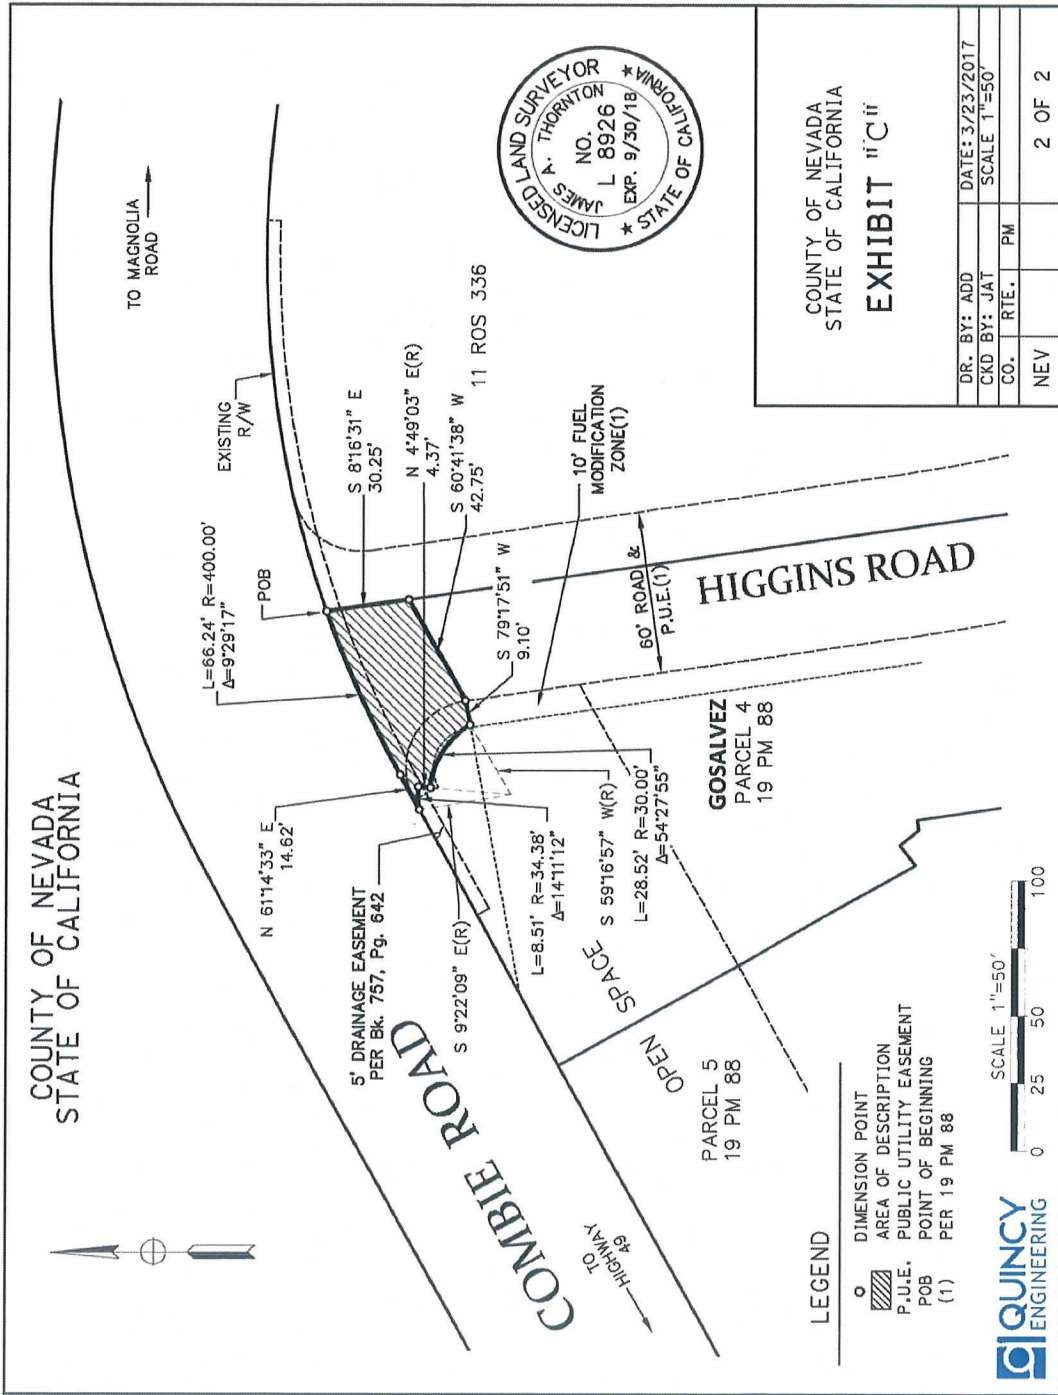 COUNTY OF NEVADA
STATE OF CALIFORNIA
TO MAGNOLIA
ROAD
EXISTING
R/W
L=66.24' R=400.00'
Δ=9°29'17"
POB
S 8°16'31" E
30.25'
N 4°49'03" E(R)
4.37'
S 60°41'38" W
42.75'
11 ROS 336
S 79°17'51" W
9.10'
10' FUEL
MODIFICATION
ZONE(1)
N 61°14'33" E
14.62'
5' DRAINAGE EASEMENT
PER Bk. 757, Pg. 642
S 9°22'09" E(R)
L=8.51' R=34.38'
Δ=14°11'12"
S 59°16'57" W(R)
L=28.52' R=30.00'
Δ=54°27'55"
60' ROAD &
P.U.E.(1)
HIGGINS ROAD
COMBIE ROAD
TO
HIGHWAY
49
OPEN SPACE
PARCEL 5
19 PM 88
GOSALVEZ
PARCEL 4
19 PM 88
LICENSED LAND SURVEYOR
JAMES A. THORNTON
NO.
L 8926
EXP. 9/30/18
★ STATE OF CALIFORNIA ★
LEGEND
DIMENSION POINT
AREA OF DESCRIPTION
P.U.E. PUBLIC UTILITY EASEMENT
POB POINT OF BEGINNING
(1) PER 19 PM 88
SCALE 1"=50'
0 25 50 100
QUINCY
ENGINEERING
COUNTY OF NEVADA
STATE OF CALIFORNIA
EXHIBIT "C"
DR. BY: ADD DATE: 3/23/2017
CKD BY: JAT SCALE 1"=50'
CO. RTE. PM
NEV 2 OF 2